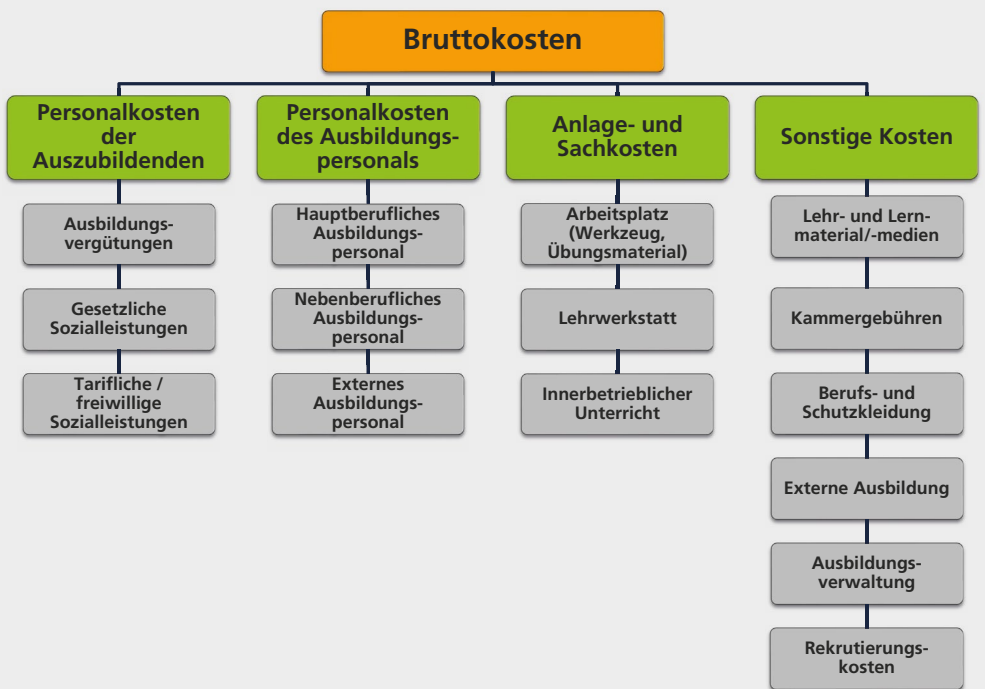 Bruttokosten
Personalkosten
der
Auszubildenden
Ausbildungs-
vergütungen
Gesetzliche
Sozialleistungen
Tarifliche /
freiwillige
Sozialleistungen
Personalkosten
des Ausbildungs-
personals
Hauptberufliches
Ausbildungs-
personal
Nebenberufliches
Ausbildungs-
personal
Externes
Ausbildungs-
personal
Anlage- und
Sachkosten
Arbeitsplatz
(Werkzeug,
Übungsmaterial)
Lehrwerkstatt
Innerbetrieblicher
Unterricht
Sonstige Kosten
Lehr- und Lern-
material/-medien
Kammergebühren
Berufs- und
Schutzkleidung
Externe Ausbildung
Ausbildungs-
verwaltung
Rekrutierungs-
kosten